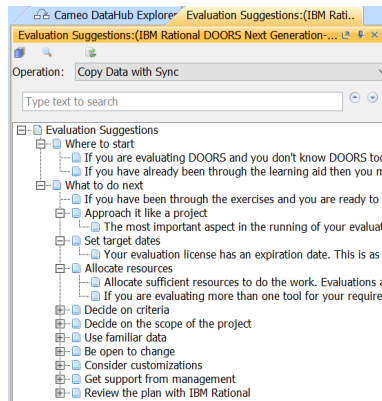 Cameo DataHub Explorer
Evaluation Suggestions:(IBM Rati..
Evaluation Suggestions:(IBM Rational DOORS Next Generation-...
Operation: Copy Data with Sync
Type text to search
Evaluation Suggestions
Where to start
If you are evaluating DOORS and you don't know DOORS
If you have already been through the learning aid then you
What to do next
If you have been through the exercises and you are ready to
Approach it like a project
The most important aspect in the running of your
Set target dates
Your evaluation license has an expiration date. This is as
Allocate resources
Allocate sufficient resources to do the work. Evaluations
If you are evaluating more than one tool for your
Decide on criteria
Decide on the scope of the project
Use familiar data
Be open to change
Consider customizations
Get support from management
Review the plan with IBM Rational